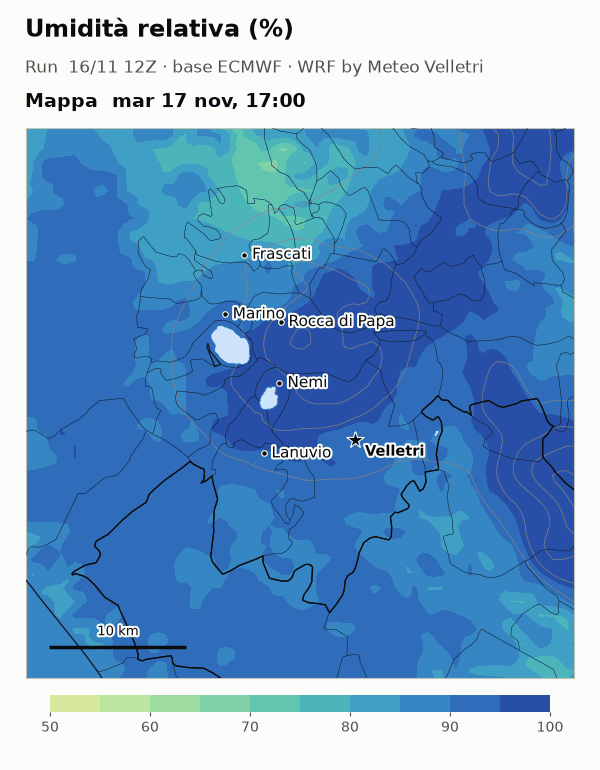 Umidità relativa (%)
Run  16/11 12Z · base ECMWF · WRF by Meteo Velletri
Mappa  mar 17 nov, 17:00
Frascati
Marino
Rocca di Papa
Nemi
Velletri
Lanuvio
10 km
50 60 70 80 90 100